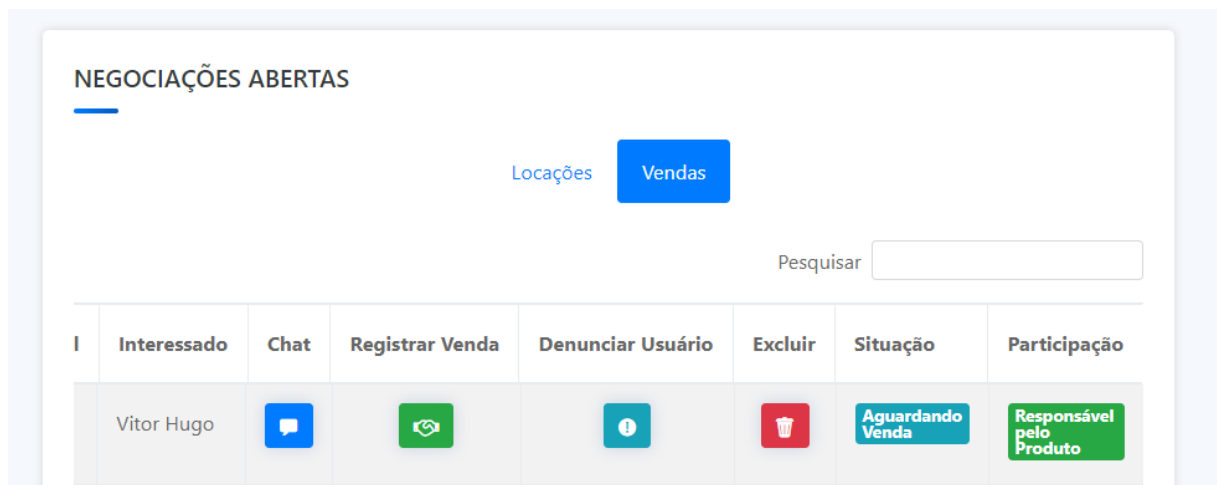 NEGOCIAÇÕES ABERTAS
Locações Vendas
Pesquisar
l Interessado Chat Registrar Venda Denunciar Usuário Excluir Situação Participação
Vitor Hugo
Aguardando
Venda
Responsável
pelo
Produto